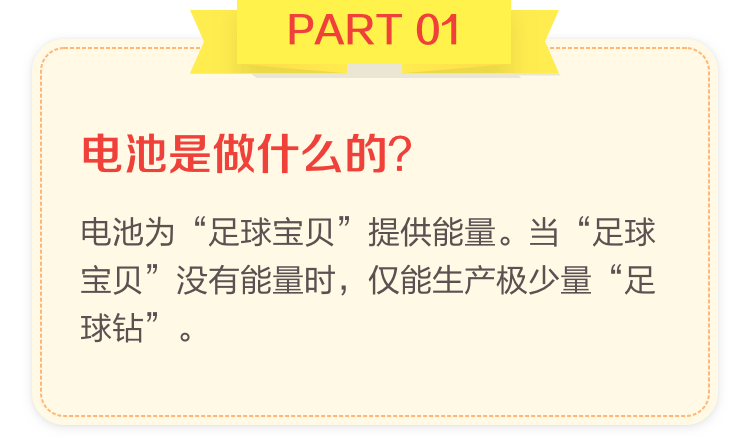 PART 01
电池是做什么的？
电池为“足球宝贝”提供能量。当“足球
宝贝”没有能量时，仅能生产极少量“足
球钻”。